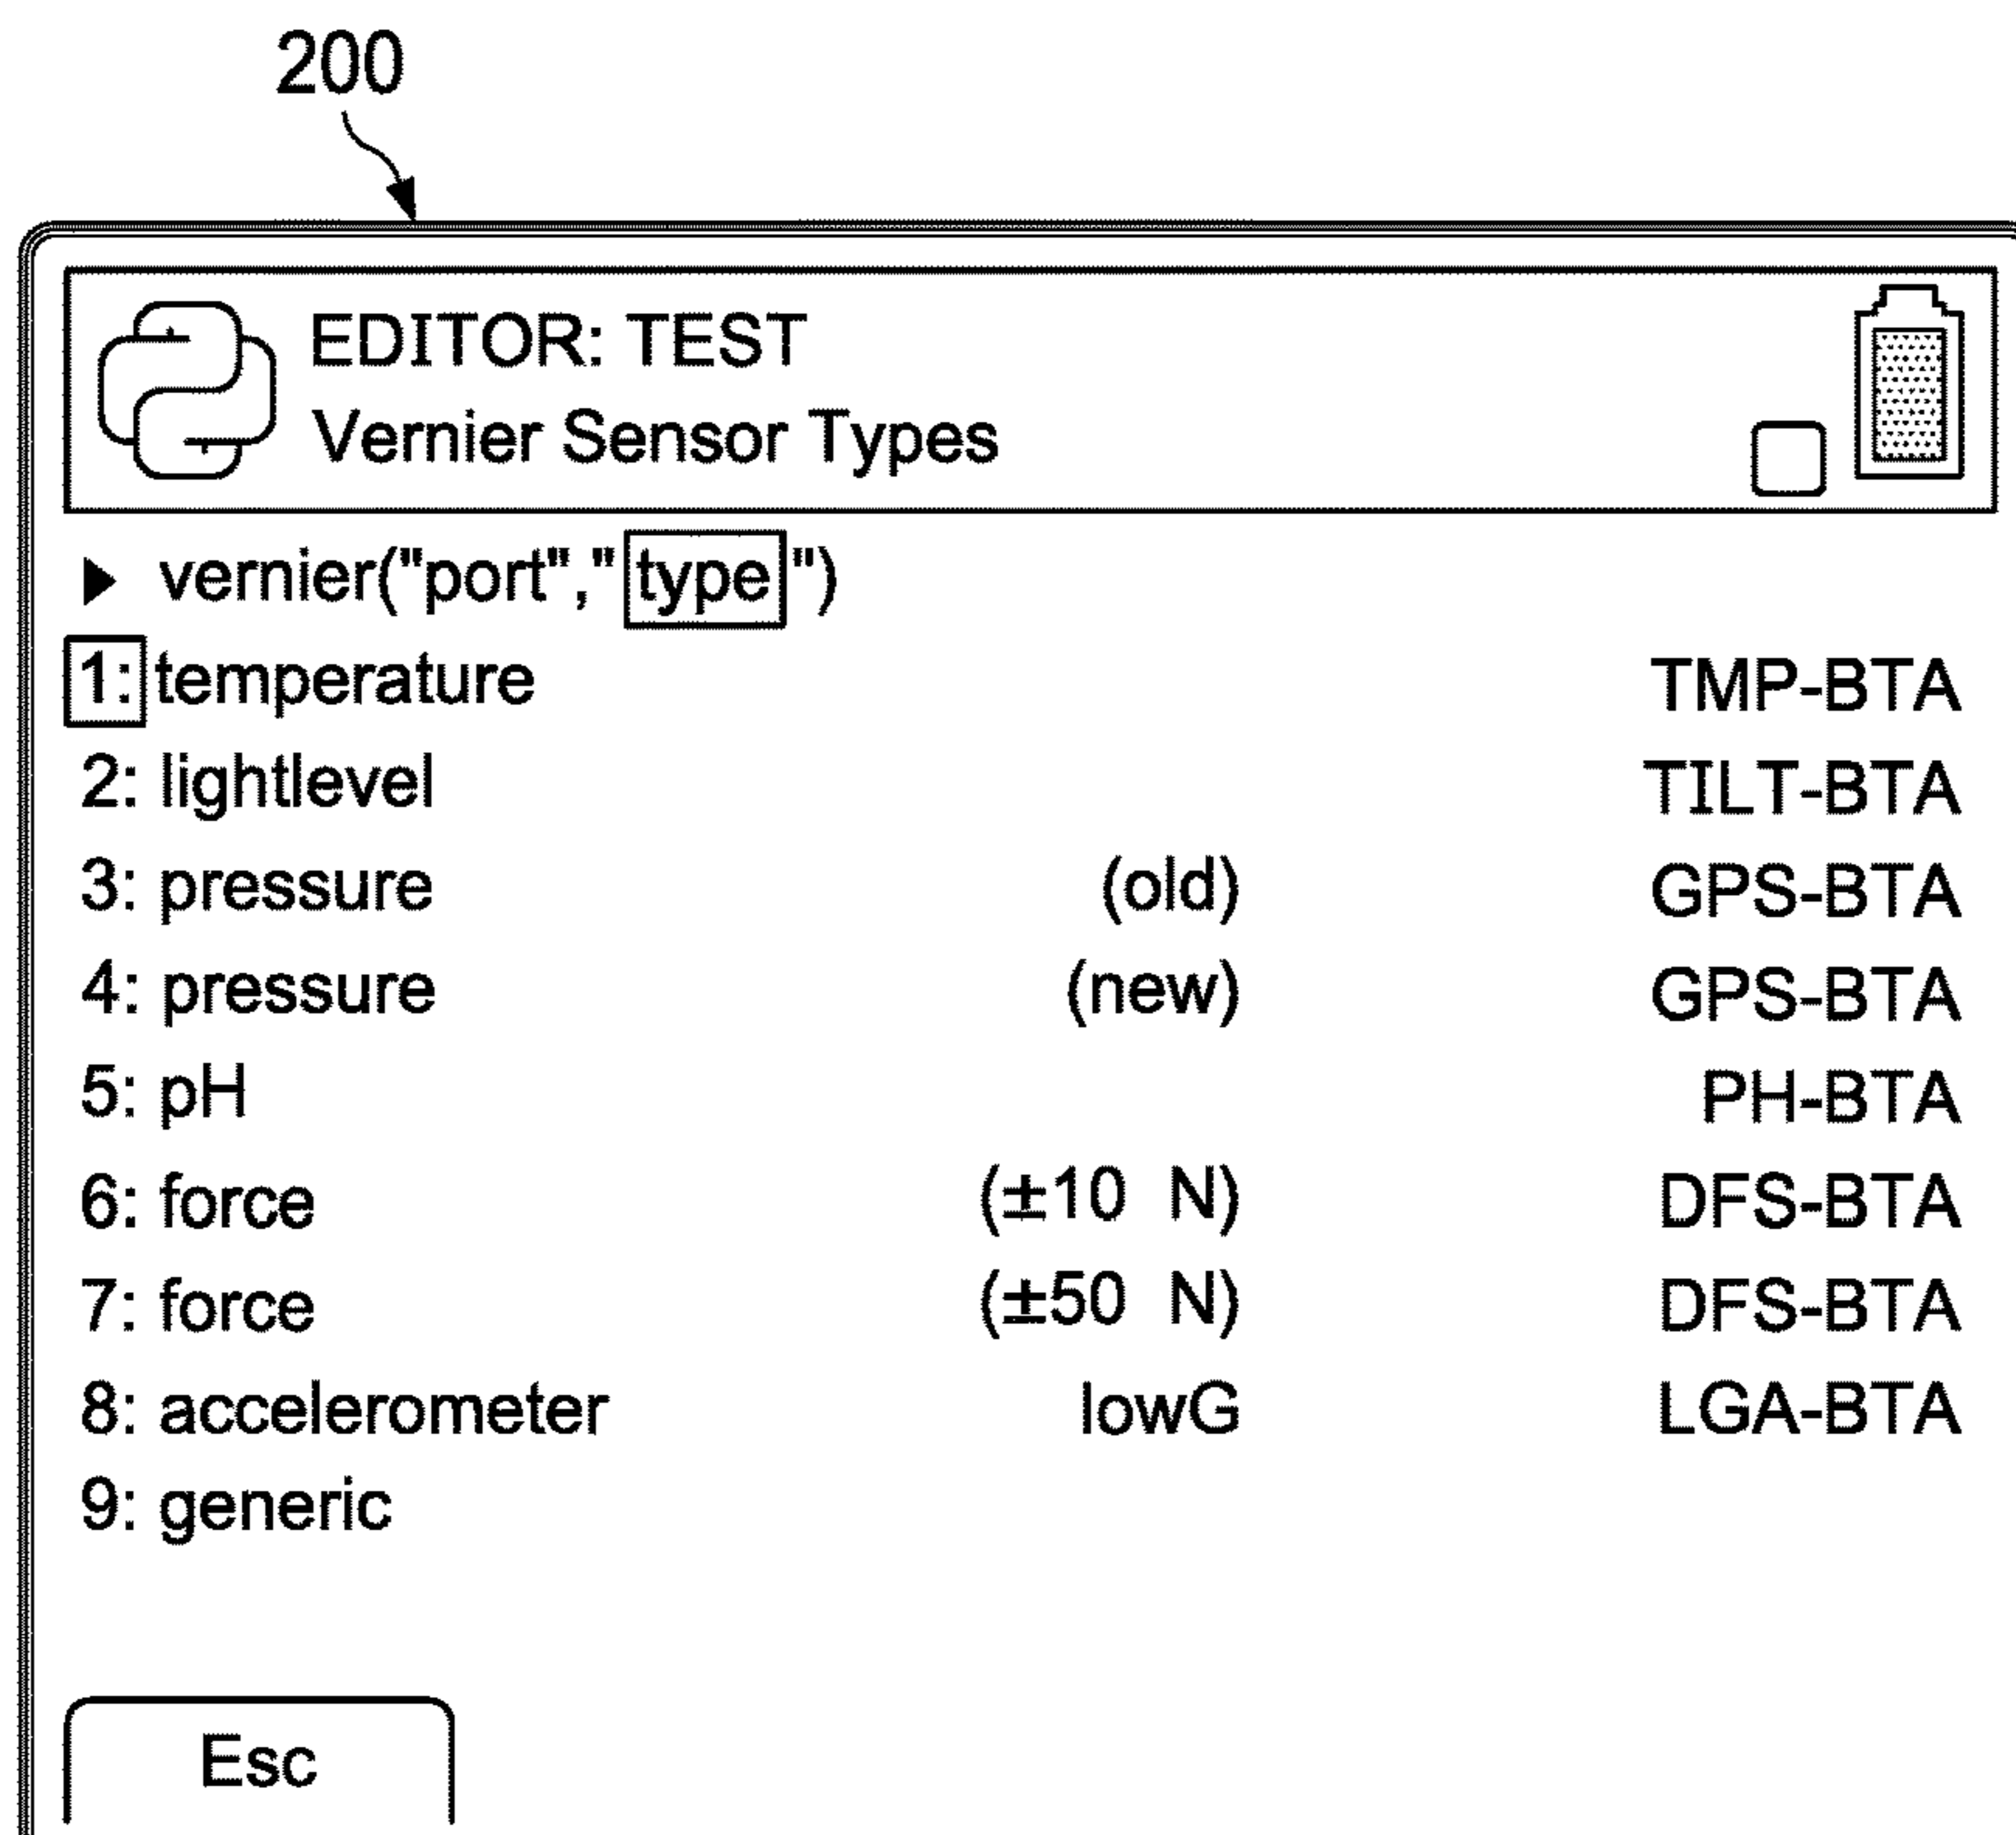 200
EDITOR: TEST
Vernier Sensor Types
▶ vernier("port","type")
1: temperature TMP-BTA
2: lightlevel TILT-BTA
3: pressure (old) GPS-BTA
4: pressure (new) GPS-BTA
5: pH PH-BTA
6: force (±10 N) DFS-BTA
7: force (±50 N) DFS-BTA
8: accelerometer lowG LGA-BTA
9: generic
Esc